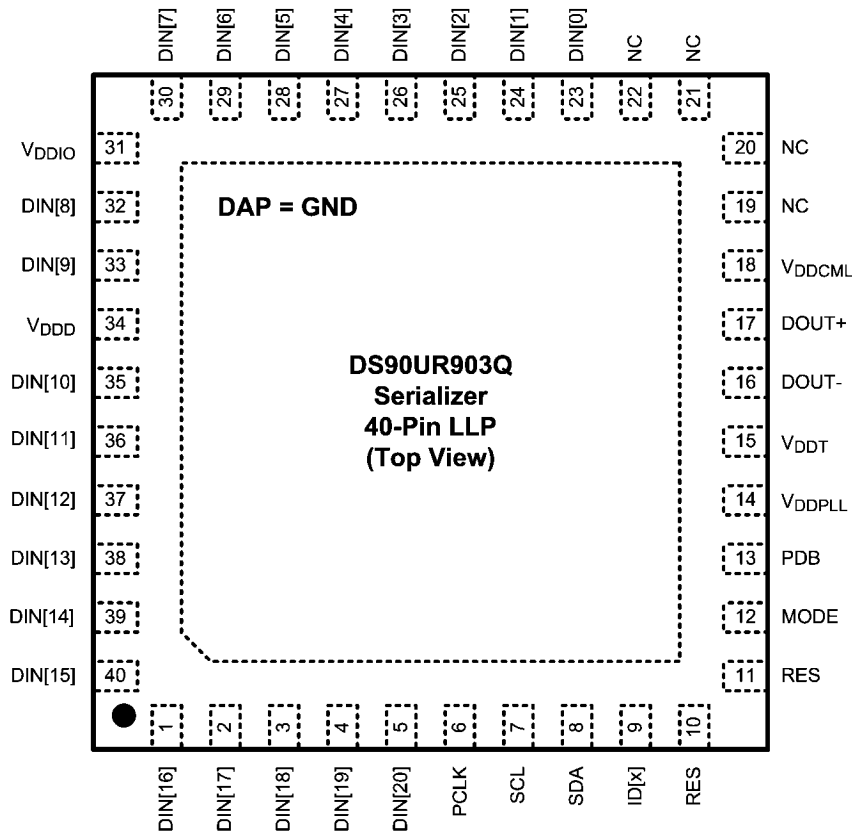 DIN[7] DIN[6] DIN[5] DIN[4] DIN[3] DIN[2] DIN[1] DIN[0] NC NC
30 29 28 27 26 25 24 23 22 21
VDDIO 31
DIN[8] 32
DIN[9] 33
VDDD 34
DIN[10] 35
DIN[11] 36
DIN[12] 37
DIN[13] 38
DIN[14] 39
DIN[15] 40
DAP = GND
DS90UR903Q
Serializer
40-Pin LLP
(Top View)
20 NC
19 NC
18 VDDCML
17 DOUT+
16 DOUT-
15 VDDT
14 VDDPLL
13 PDB
12 MODE
11 RES
1 2 3 4 5 6 7 8 9 10
DIN[16] DIN[17] DIN[18] DIN[19] DIN[20] PCLK SCL SDA ID[x] RES